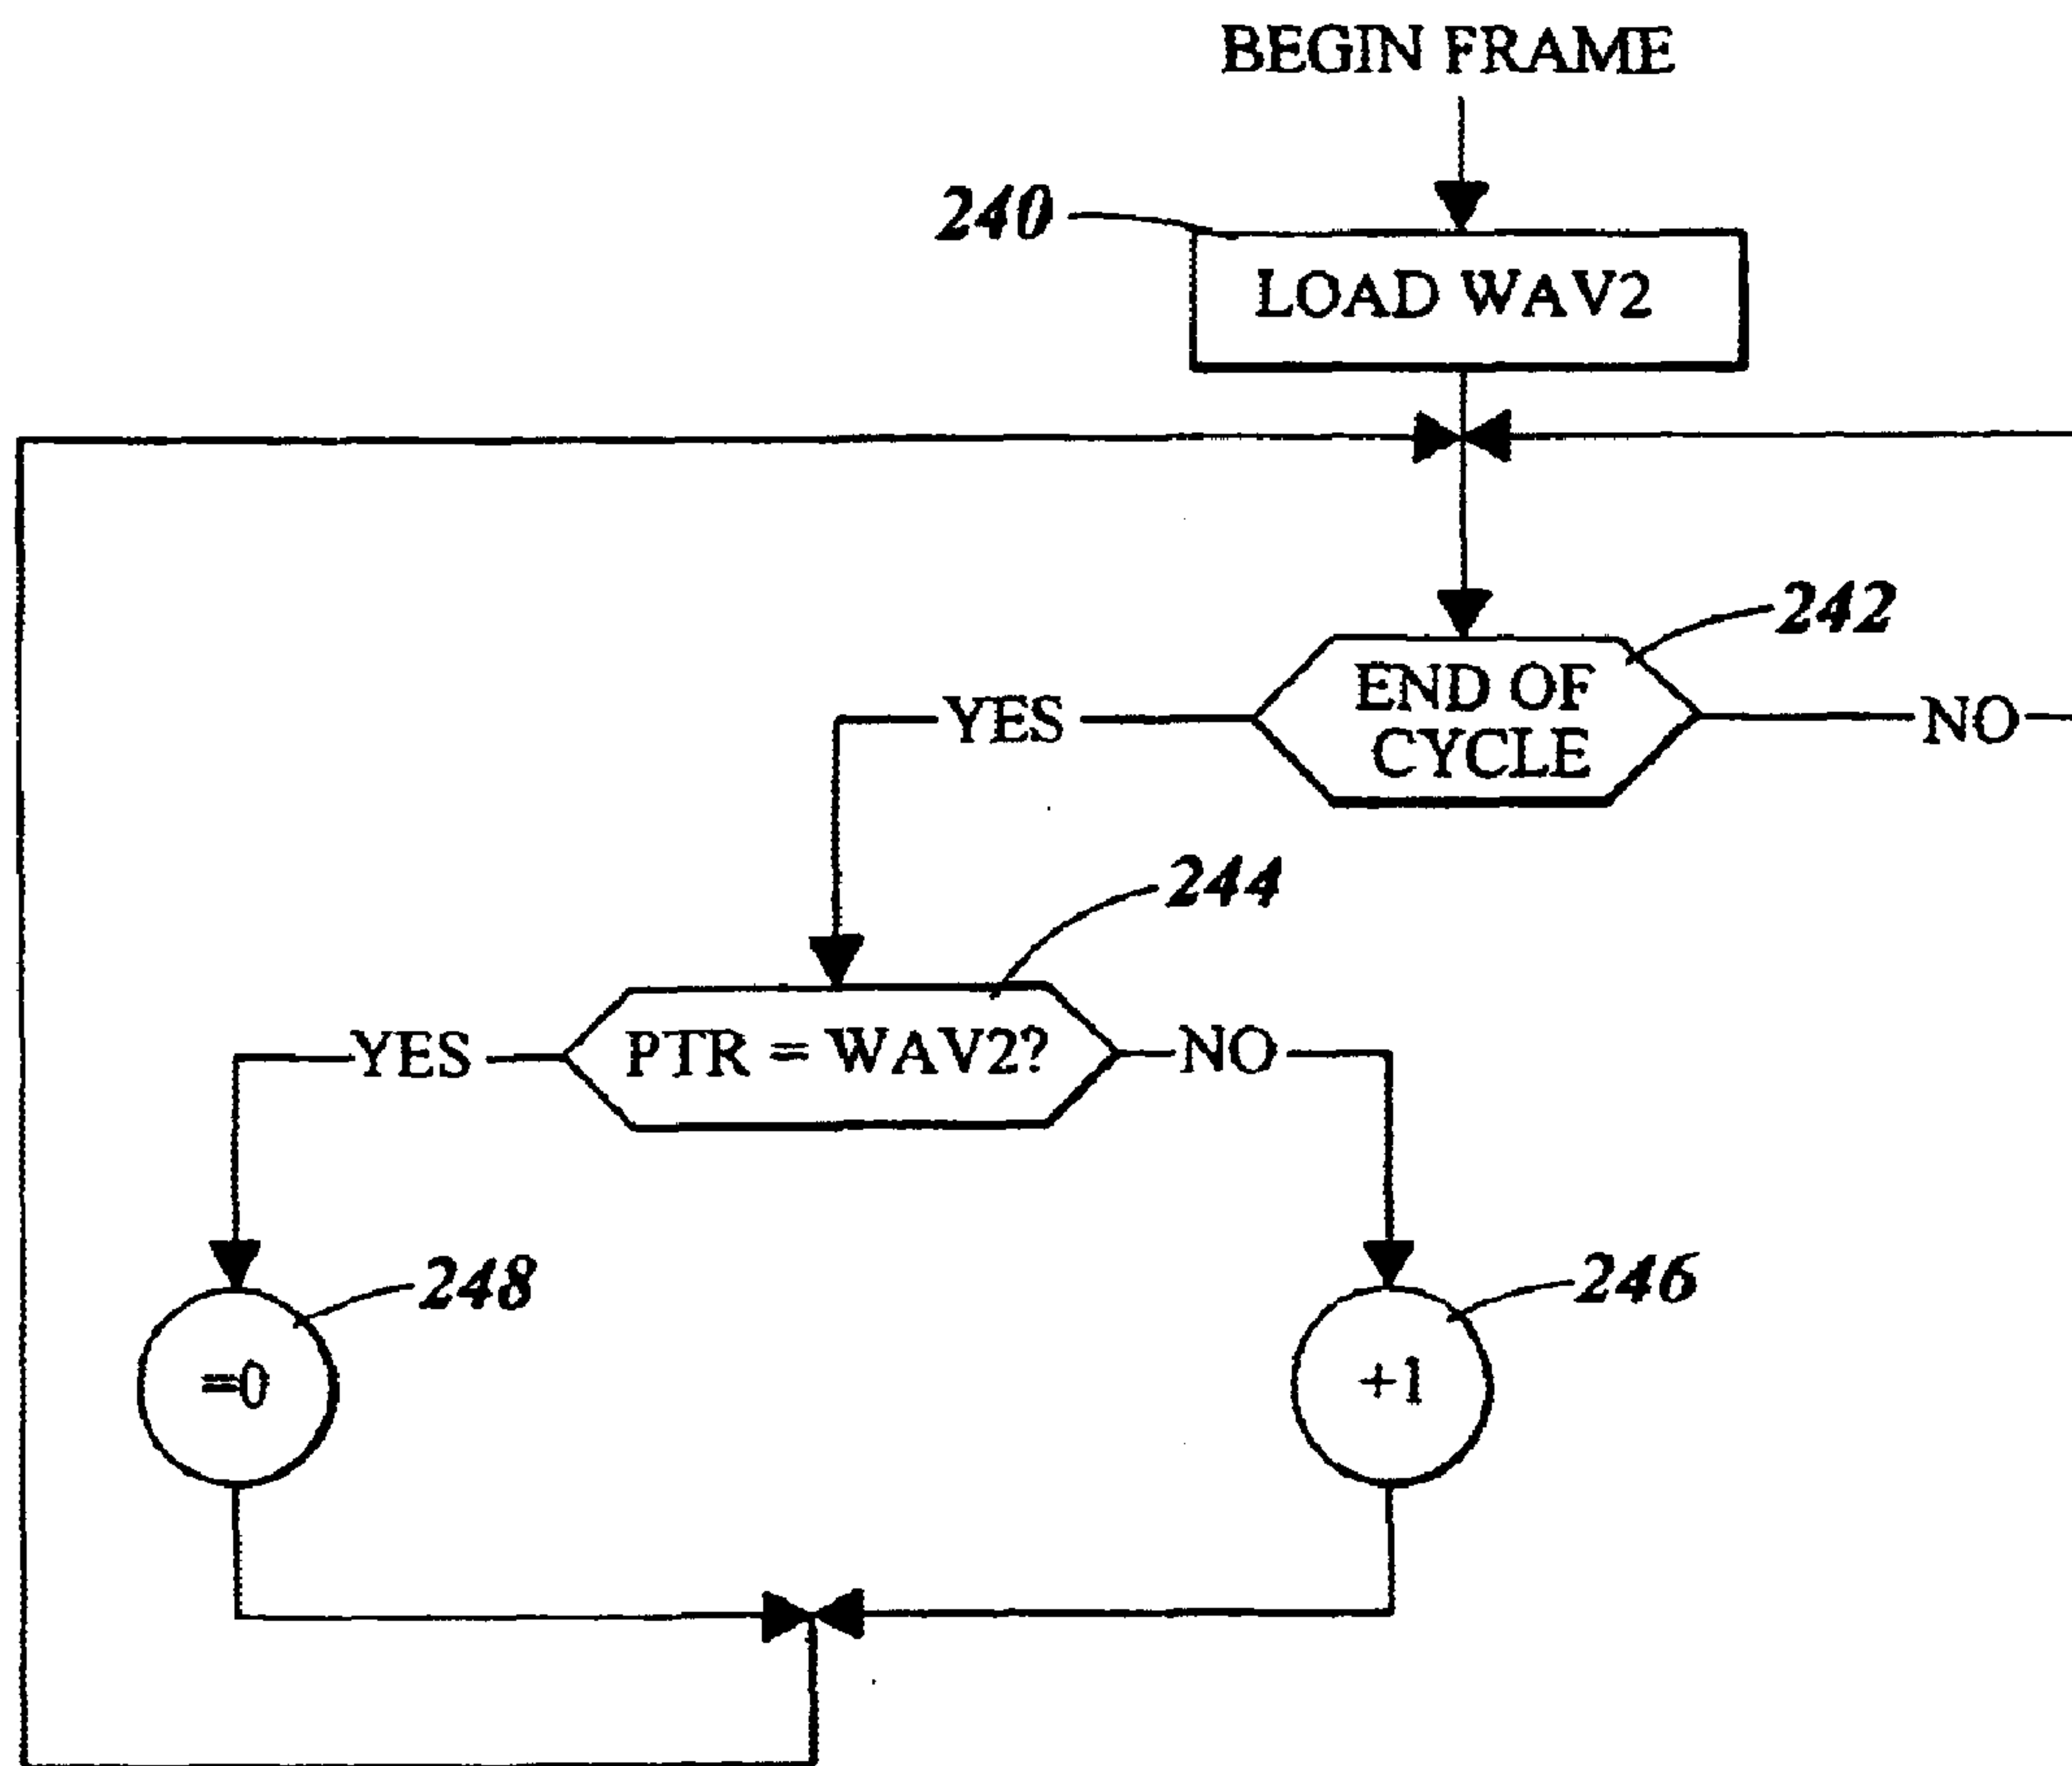 BEGIN FRAME
240
LOAD WAV2
242
END OF
CYCLE
YES
NO
244
PTR = WAV2?
YES
NO
248
=0
246
+1